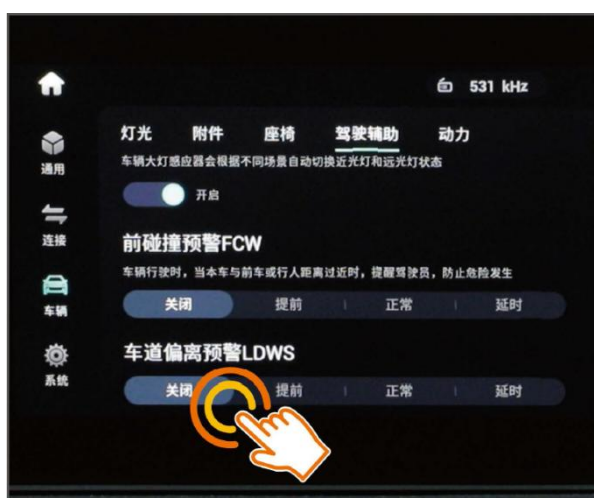 531 kHz
灯光 附件 座椅 驾驶辅助 动力
车辆大灯感应器会根据不同场景自动切换近光灯和远光灯状态
通用
开启
连接
前碰撞预警FCW
车辆行驶时，当本车与前车或行人距离过近时，提醒驾驶员，防止危险发生
车辆
关闭 提前 正常 延时
车道偏离预警LDWS
系统
关闭 提前 正常 延时